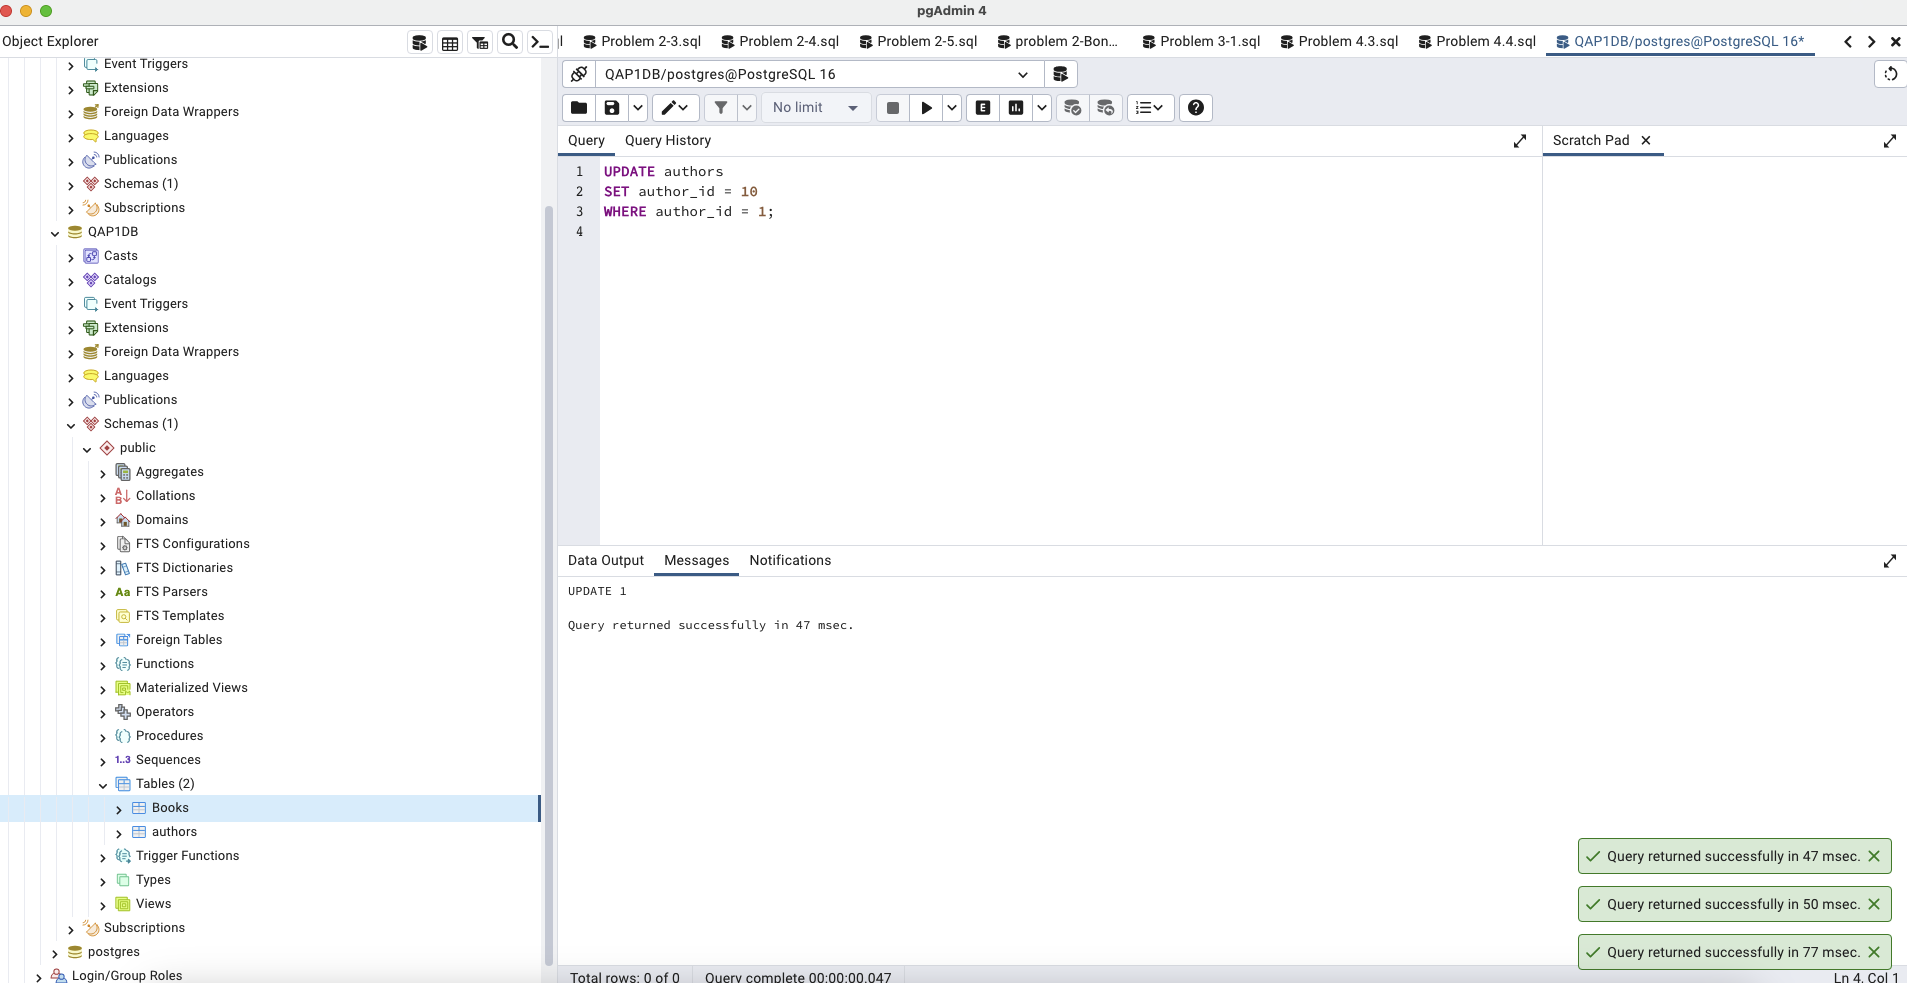 pgAdmin 4
Object Explorer
Event Triggers
Extensions
Foreign Data Wrappers
Languages
Publications
Schemas (1)
Subscriptions
QAP1DB
Casts
Catalogs
Event Triggers
Extensions
Foreign Data Wrappers
Languages
Publications
Schemas (1)
public
Aggregates
Collations
Domains
FTS Configurations
FTS Dictionaries
Aa FTS Parsers
FTS Templates
Foreign Tables
Functions
Materialized Views
Operators
Procedures
1..3 Sequences
Tables (2)
Books
authors
Trigger Functions
Types
Views
Subscriptions
postgres
Login/Group Roles
Problem 2-3.sql Problem 2-4.sql Problem 2-5.sql problem 2-Bon... Problem 3-1.sql Problem 4.3.sql Problem 4.4.sql QAP1DB/postgres@PostgreSQL 16*
QAP1DB/postgres@PostgreSQL 16
No limit
Query Query History
Scratch Pad
1 UPDATE authors
2 SET author_id = 10
3 WHERE author_id = 1;
4
Data Output Messages Notifications
UPDATE 1
Query returned successfully in 47 msec.
Query returned successfully in 47 msec.
Query returned successfully in 50 msec.
Query returned successfully in 77 msec.
Total rows: 0 of 0 Query complete 00:00:00.047 Ln 4, Col 1